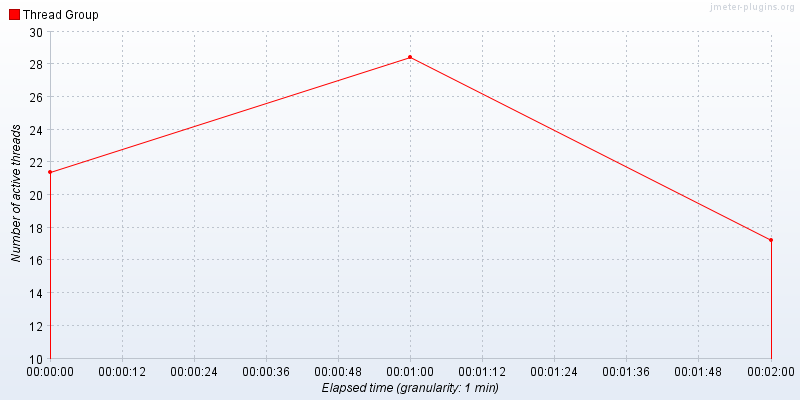 jmeter-plugins.org
Thread Group
30
28
26
24
22
20
18
16
14
12
10
Number of active threads
00:00:00 00:00:12 00:00:24 00:00:36 00:00:48 00:01:00 00:01:12 00:01:24 00:01:36 00:01:48 00:02:00
Elapsed time (granularity: 1 min)